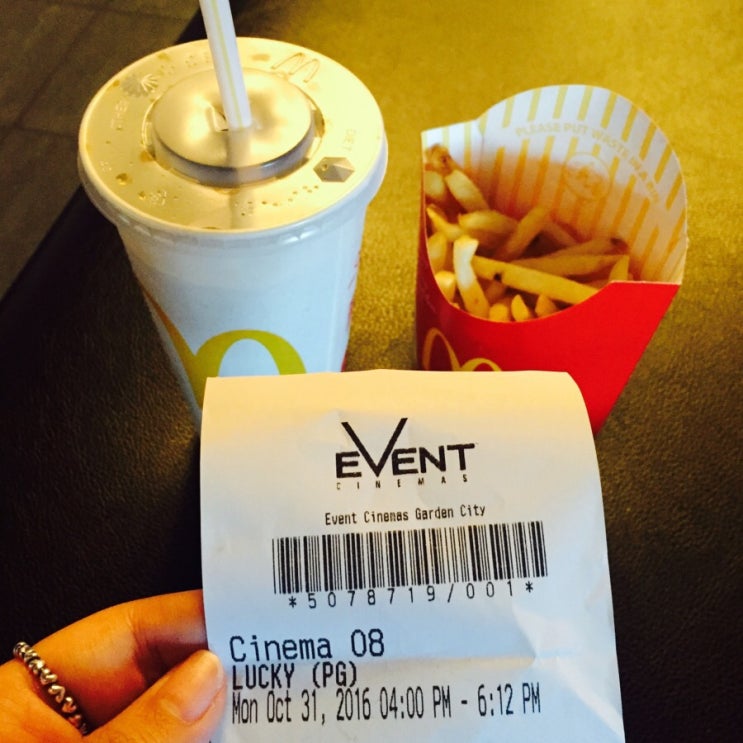 PLEASE PUT WASTE IN A BIN
EVENT
CINEMAS
Event Cinemas Garden City
*5078719/001*
Cinema 08
LUCKY (PG)
Mon Oct 31, 2016 04:00 PM - 6:12 PM